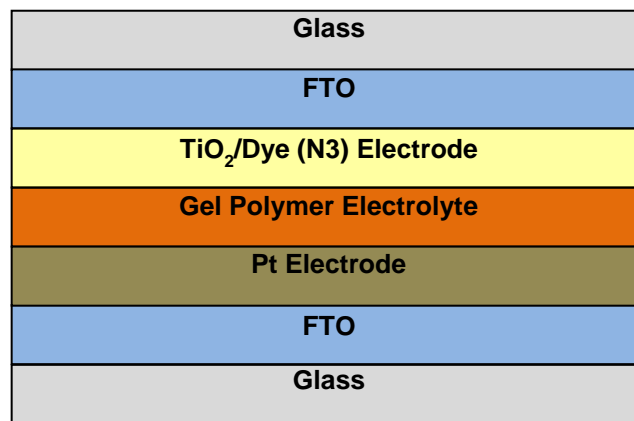 Glass
FTO
TiO₂/Dye (N3) Electrode
Gel Polymer Electrolyte
Pt Electrode
FTO
Glass